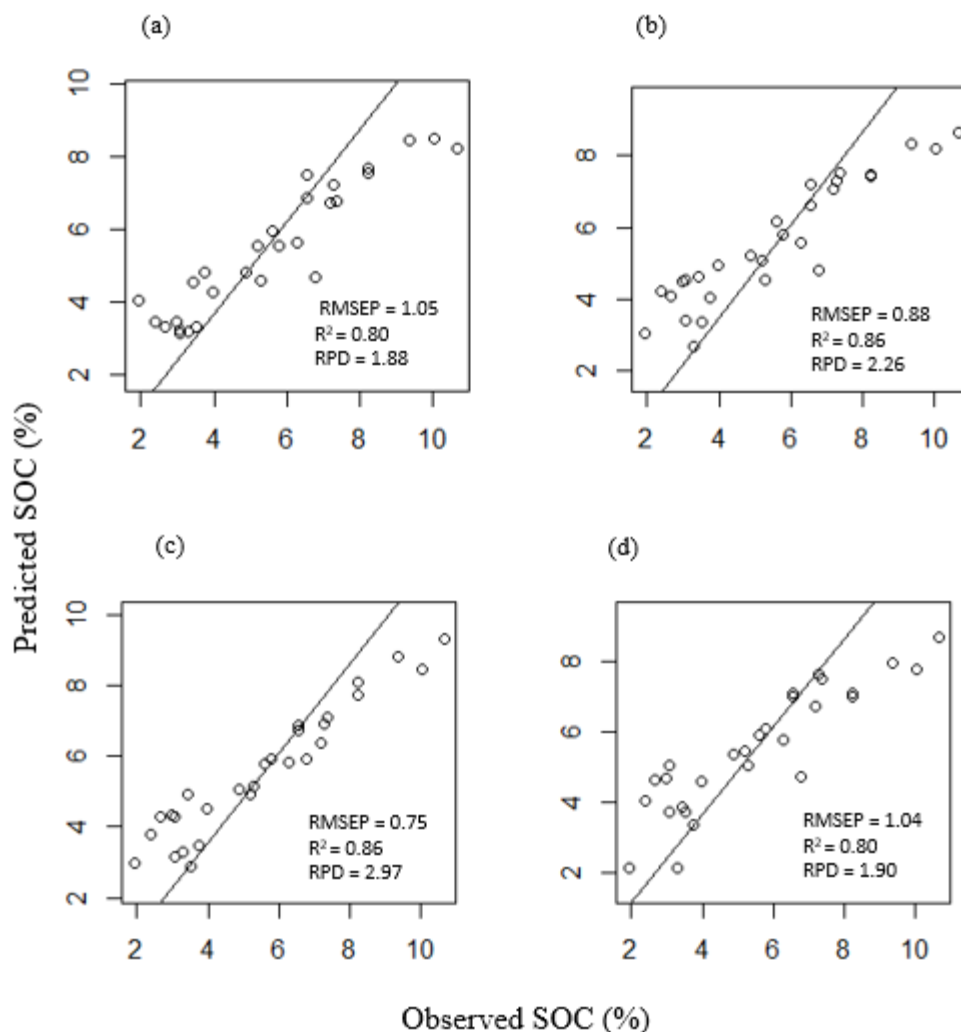 (a)
10
8
6
4
2
2 4 6 8 10
RMSEP = 1.05
R² = 0.80
RPD = 1.88
(b)
8
6
4
2
2 4 6 8 10
RMSEP = 0.88
R² = 0.86
RPD = 2.26
Predicted SOC (%)
(c)
10
8
6
4
2
2 4 6 8 10
RMSEP = 0.75
R² = 0.86
RPD = 2.97
(d)
8
6
4
2
2 4 6 8 10
RMSEP = 1.04
R² = 0.80
RPD = 1.90
Observed SOC (%)